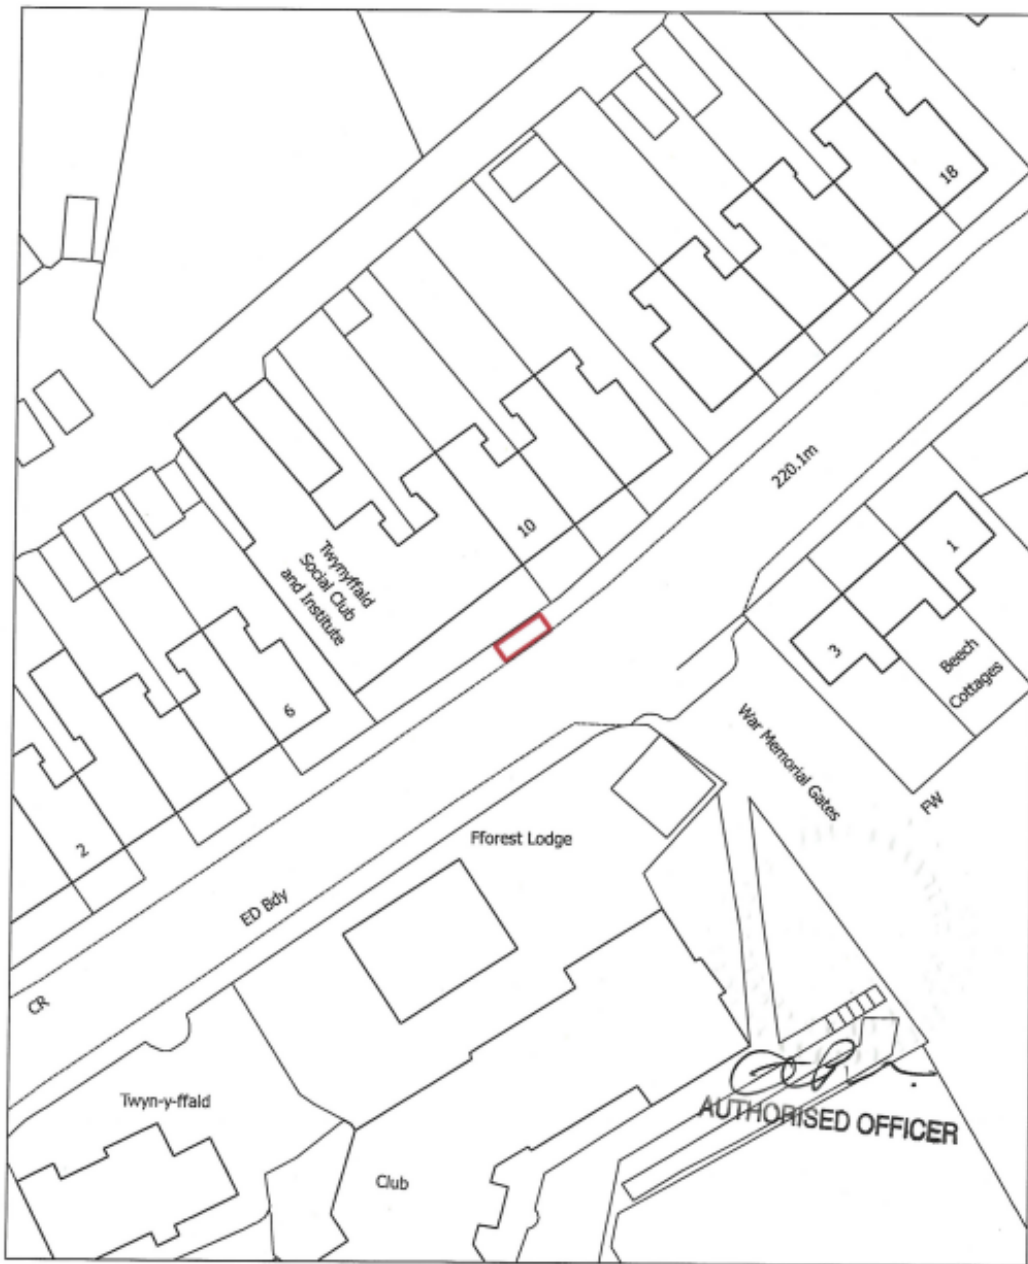 18
220.1m
10
Twynyffald
Social Club
and Institute
1
3
Beech
Cottages
6
War Memorial Gates
FW
2
Fforest Lodge
ED Bdy
CR
Twyn-y-ffald
AUTHORISED OFFICER
Club